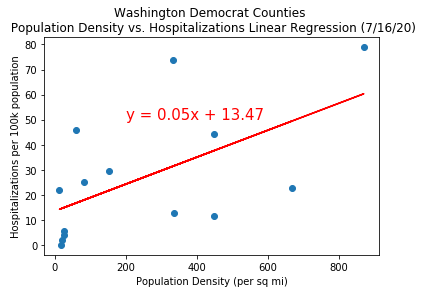 Washington Democrat Counties
Population Density vs. Hospitalizations Linear Regression (7/16/20)
80
70
60
50
40
30
20
10
0
Hospitalizations per 100k population
y = 0.05x + 13.47
0 200 400 600 800
Population Density (per sq mi)